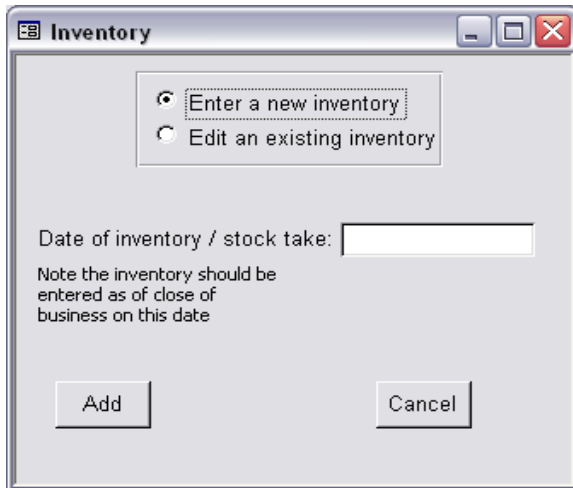 Inventory
Enter a new inventory
Edit an existing inventory
Date of inventory / stock take:
Note the inventory should be
entered as of close of
business on this date
Add
Cancel